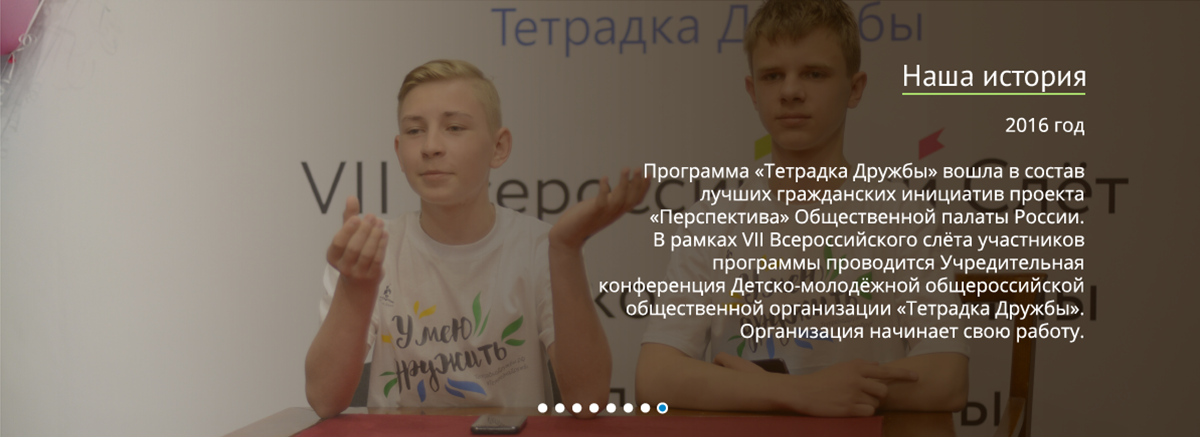 Тетрадка Дружбы
Наша история
2016 год
VII Всероссийский Слёт
Программа «Тетрадка Дружбы» вошла в состав
лучших гражданских инициатив проекта
«Перспектива» Общественной палаты России.
В рамках VII Всероссийского слёта участников
программы проводится Учредительная
конференция Детско-молодёжной общероссийской
общественной организации «Тетрадка Дружбы».
Организация начинает свою работу.
Умею
дружить
Умею
дружить